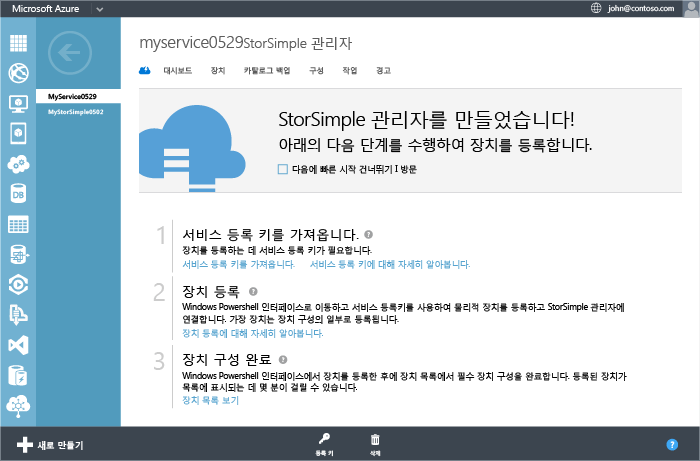 Microsoft Azure
john@contoso.com
myservice0529StorSimple 관리자
대시보드 장치 카탈로그 백업 구성 작업 경고
MyService0529
MyStorSimple0502
StorSimple 관리자를 만들었습니다!
아래의 다음 단계를 수행하여 장치를 등록합니다.
다음에 빠른 시작 건너뛰기 I 방문
1 서비스 등록 키를 가져옵니다. ?
장치를 등록하는 데 서비스 등록 키가 필요합니다.
서비스 등록 키를 가져옵니다. 서비스 등록 키에 대해 자세히 알아봅니다.
2 장치 등록 ?
Windows Powershell 인터페이스로 이동하고 서비스 등록키를 사용하여 물리적 장치를 등록하고 StorSimple 관리자에
연결합니다. 가장 장치는 장치 구성의 일부로 등록됩니다.
장치 등록에 대해 자세히 알아봅니다.
3 장치 구성 완료 ?
Windows Powershell 인터페이스에서 장치를 등록한 후에 장치 목록에서 필수 장치 구성을 완료합니다. 등록된 장치가
목록에 표시되는 데 몇 분이 걸릴 수 있습니다.
장치 목록 보기
DB
새로 만들기
등록 키
삭제
?